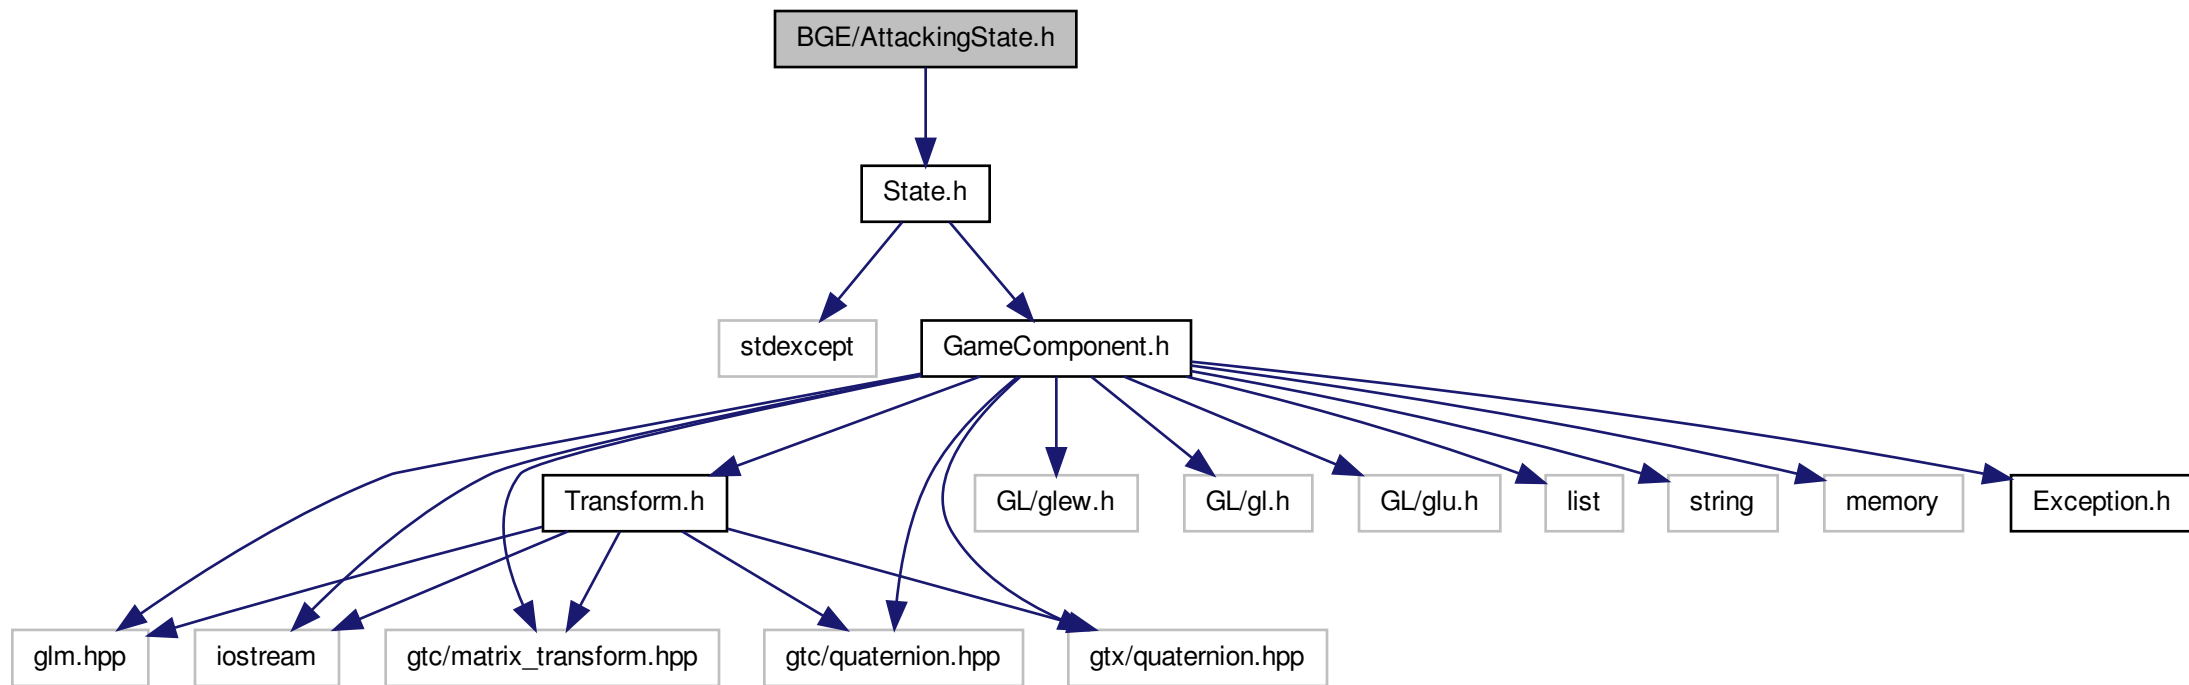 BGE/AttackingState.h
State.h
stdexcept
GameComponent.h
Transform.h
GL/glew.h
GL/gl.h
GL/glu.h
list
string
memory
Exception.h
glm.hpp
iostream
gtc/matrix_transform.hpp
gtc/quaternion.hpp
gtx/quaternion.hpp